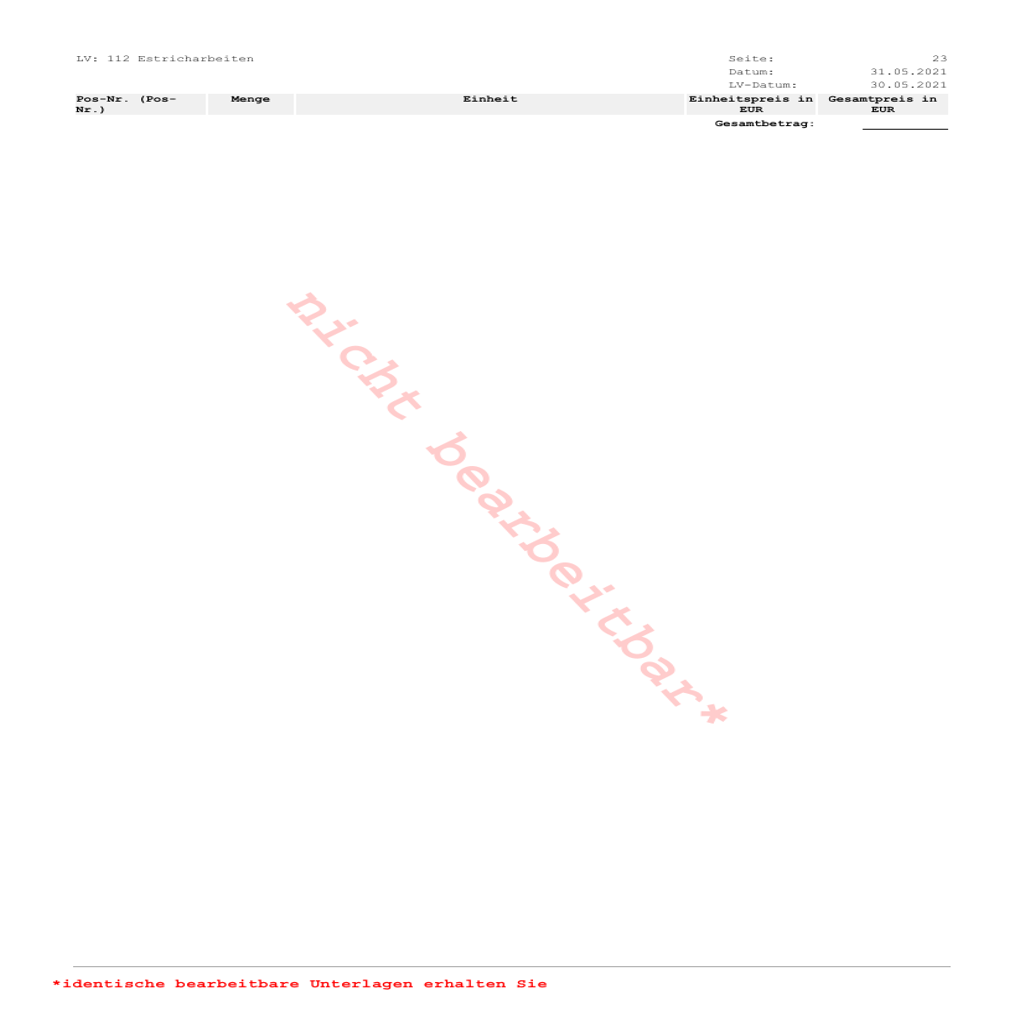 LV: 112 Estricharbeiten Seite: 23
Datum: 31.05.2021
LV-Datum: 30.05.2021
Pos-Nr. (Pos- Menge Einheit Einheitspreis in Gesamtpreis in
Nr.) EUR EUR
Gesamtbetrag:
nicht bearbeitbar*
*identische bearbeitbare Unterlagen erhalten Sie